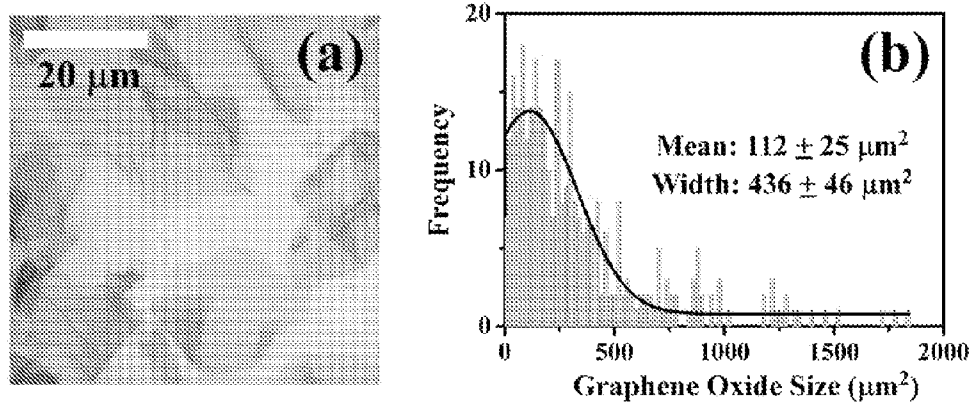 (a)
20 μm
(b)
Frequency
20
10
0
Mean: 112 ± 25 μm²
Width: 436 ± 46 μm²
0 500 1000 1500 2000
Graphene Oxide Size (μm²)